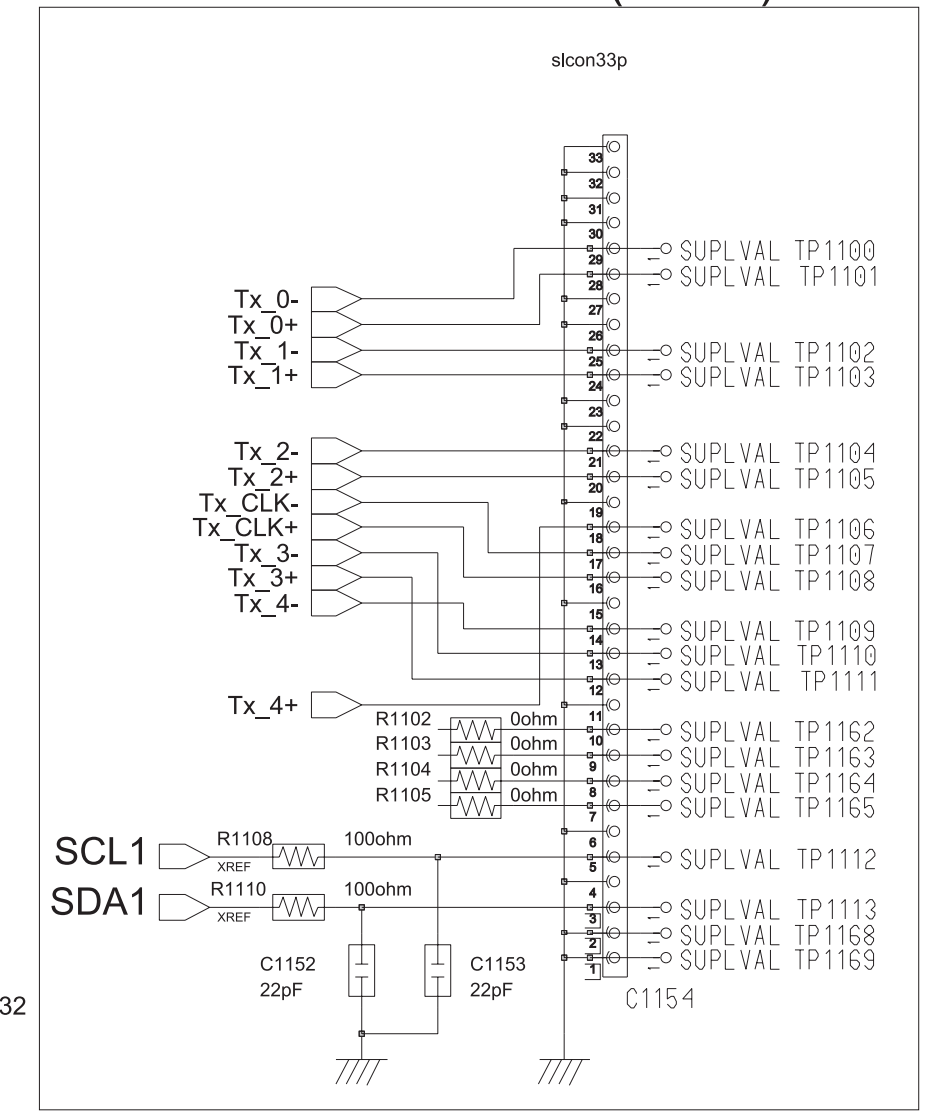 slcon33p
33
32
31
30
29 SUPLVAL TP1100
28 SUPLVAL TP1101
Tx_0-
27
Tx_0+
26
Tx_1- 25 SUPLVAL TP1102
Tx_1+ 24 SUPLVAL TP1103
23
22
Tx_2- 21 SUPLVAL TP1104
Tx_2+ 20 SUPLVAL TP1105
Tx_CLK- 19
Tx_CLK+ 18 SUPLVAL TP1106
Tx_3- 17 SUPLVAL TP1107
Tx_3+ 16 SUPLVAL TP1108
Tx_4- 15
14 SUPLVAL TP1109
13 SUPLVAL TP1110
12 SUPLVAL TP1111
Tx_4+ 11
R1102 0ohm 10 SUPLVAL TP1162
R1103 0ohm 9 SUPLVAL TP1163
R1104 0ohm 8 SUPLVAL TP1164
R1105 0ohm 7 SUPLVAL TP1165
6
SCL1 R1108 XREF 100ohm 5 SUPLVAL TP1112
4
SDA1 R1110 XREF 100ohm 3 SUPLVAL TP1113
2 SUPLVAL TP1168
1 SUPLVAL TP1169
C1152 C1153
22pF 22pF
C1154
32